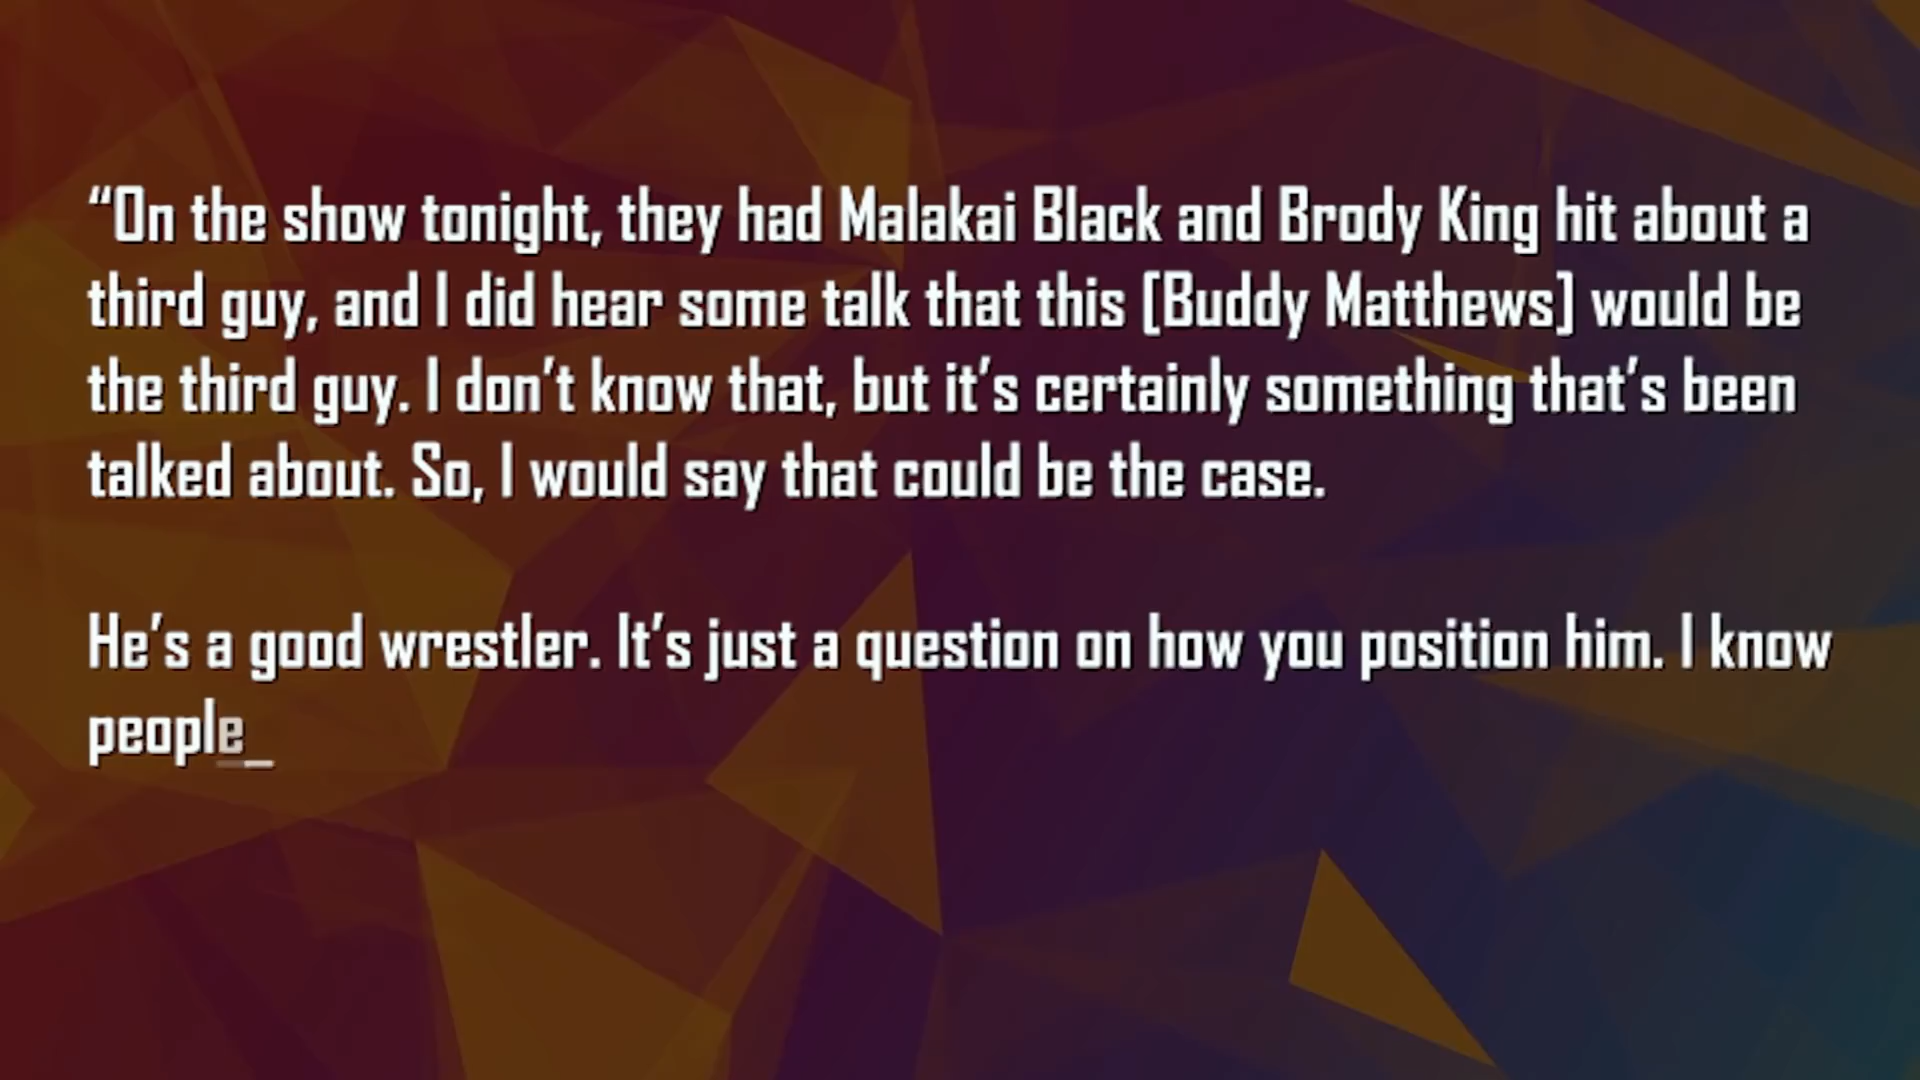 “On the show tonight, they had Malakai Black and Brody King hit about a
third guy, and I did hear some talk that this [Buddy Matthews] would be
the third guy. I don’t know that, but it’s certainly something that’s been
talked about. So, I would say that could be the case.
He’s a good wrestler. It’s just a question on how you position him. I know
people_